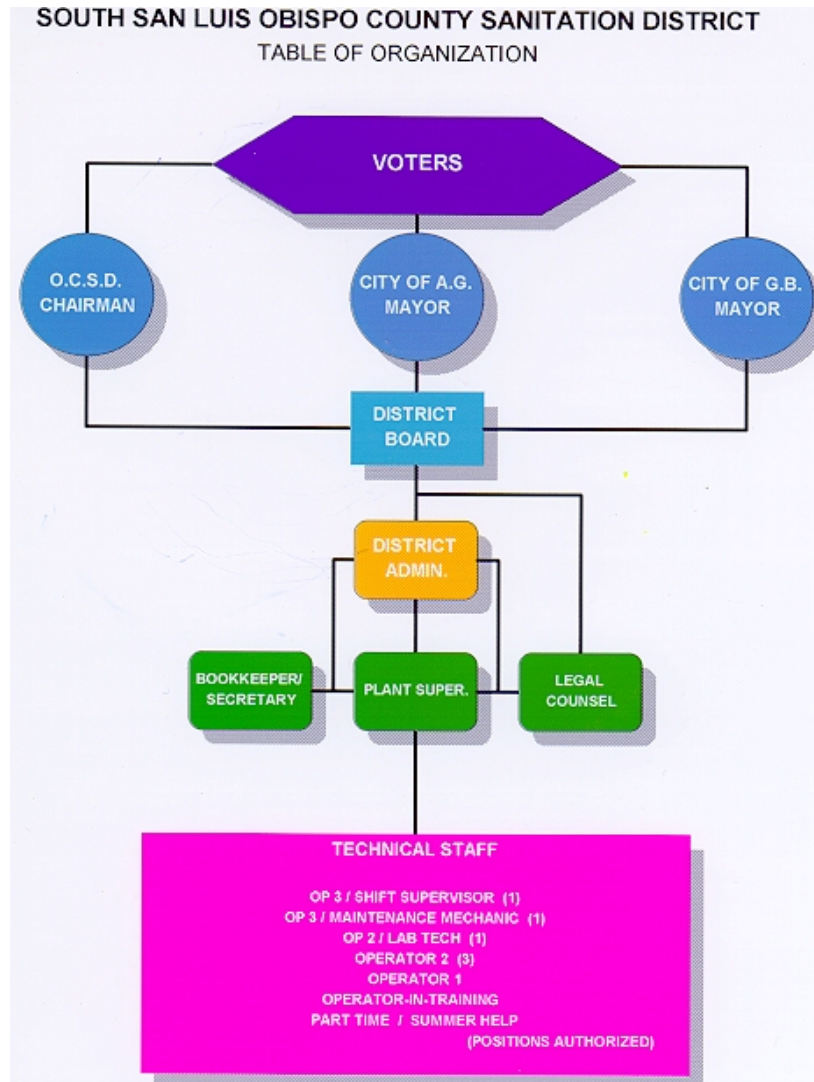 SOUTH SAN LUIS OBISPO COUNTY SANITATION DISTRICT
TABLE OF ORGANIZATION
VOTERS
O.C.S.D.
CHAIRMAN
CITY OF A.G.
MAYOR
CITY OF G.B.
MAYOR
DISTRICT
BOARD
DISTRICT
ADMIN.
BOOKKEEPER/
SECRETARY
PLANT SUPER.
LEGAL
COUNSEL
TECHNICAL STAFF
OP 3 / SHIFT SUPERVISOR (1)
OP 3 / MAINTENANCE MECHANIC (1)
OP 2 / LAB TECH (1)
OPERATOR 2 (3)
OPERATOR 1
OPERATOR-IN-TRAINING
PART TIME / SUMMER HELP
(POSITIONS AUTHORIZED)